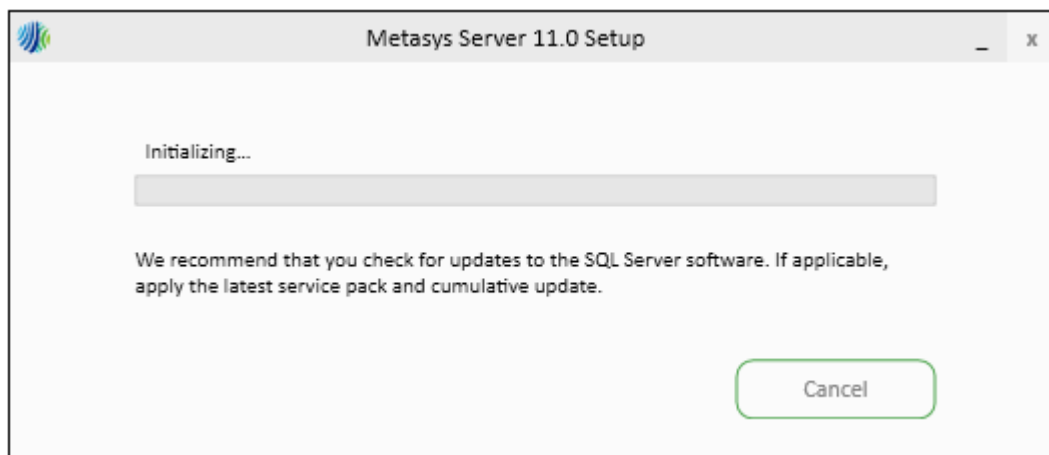 Metasys Server 11.0 Setup
_ x
Initializing...
We recommend that you check for updates to the SQL Server software. If applicable,
apply the latest service pack and cumulative update.
Cancel